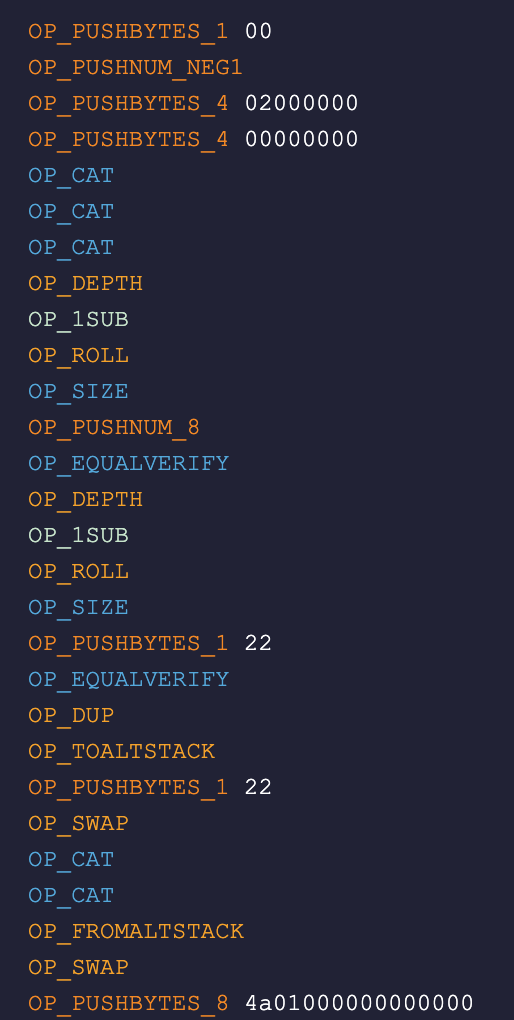 OP_PUSHBYTES_1 00
OP_PUSHNUM_NEG1
OP_PUSHBYTES_4 02000000
OP_PUSHBYTES_4 00000000
OP_CAT
OP_CAT
OP_CAT
OP_DEPTH
OP_1SUB
OP_ROLL
OP_SIZE
OP_PUSHNUM_8
OP_EQUALVERIFY
OP_DEPTH
OP_1SUB
OP_ROLL
OP_SIZE
OP_PUSHBYTES_1 22
OP_EQUALVERIFY
OP_DUP
OP_TOALTSTACK
OP_PUSHBYTES_1 22
OP_SWAP
OP_CAT
OP_CAT
OP_FROMALTSTACK
OP_SWAP
OP_PUSHBYTES_8 4a01000000000000